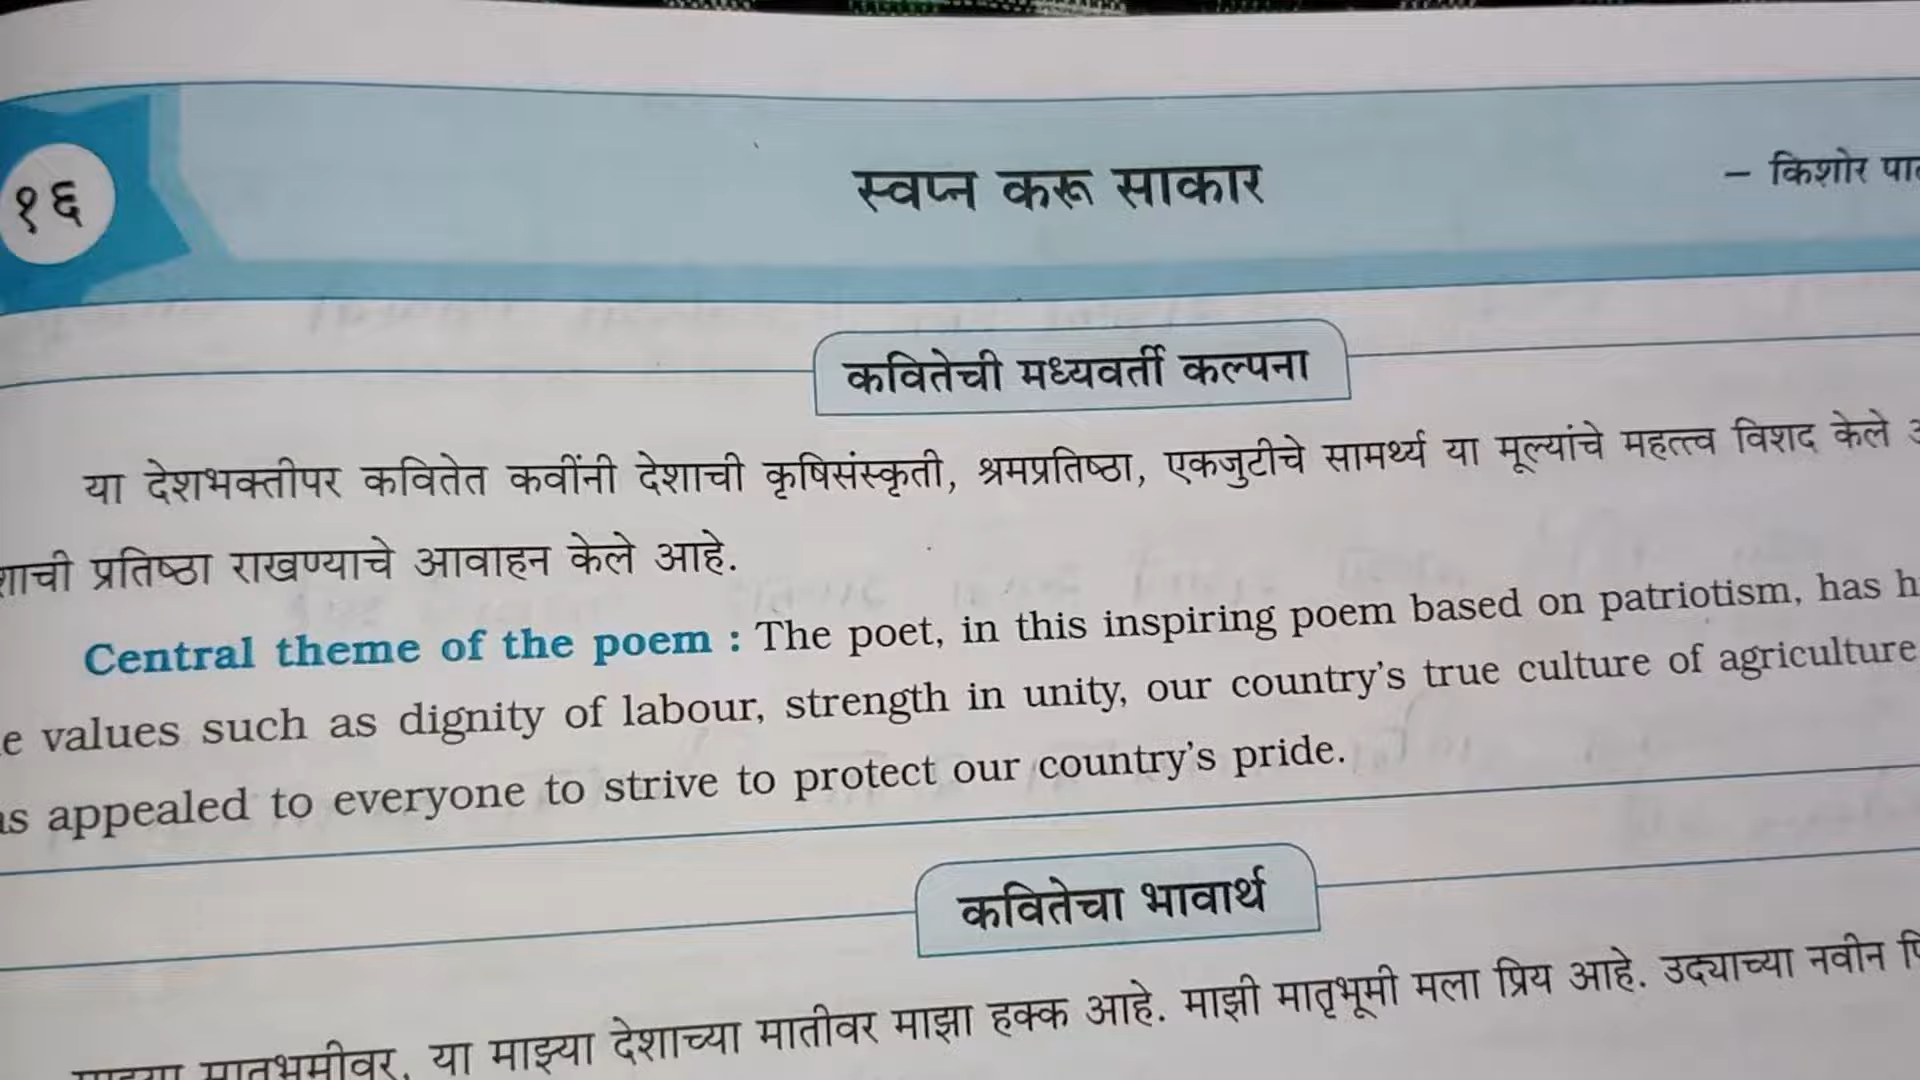 १६
स्वप्न करू साकार
– किशोर
कवितेची मध्यवर्ती कल्पना
या देशभक्तीपर कवितेत कवींनी देशाची कृषिसंस्कृती, श्रमप्रतिष्ठा, एकजुटीचे सामर्थ्य या मूल्यांचे महत्त्व विशद केले
प्रतिष्ठा राखण्याचे आवाहन केले आहे.
Central theme of the poem : The poet, in this inspiring poem based on patriotism, has
values such as dignity of labour, strength in unity, our country's true culture of agriculture
appealed to everyone to strive to protect our country's pride.
कवितेचा भावार्थ
या माझ्या देशाच्या मातीवर माझा हक्क आहे. माझी मातृभूमी मला प्रिय आहे. उद्याच्या नवीन